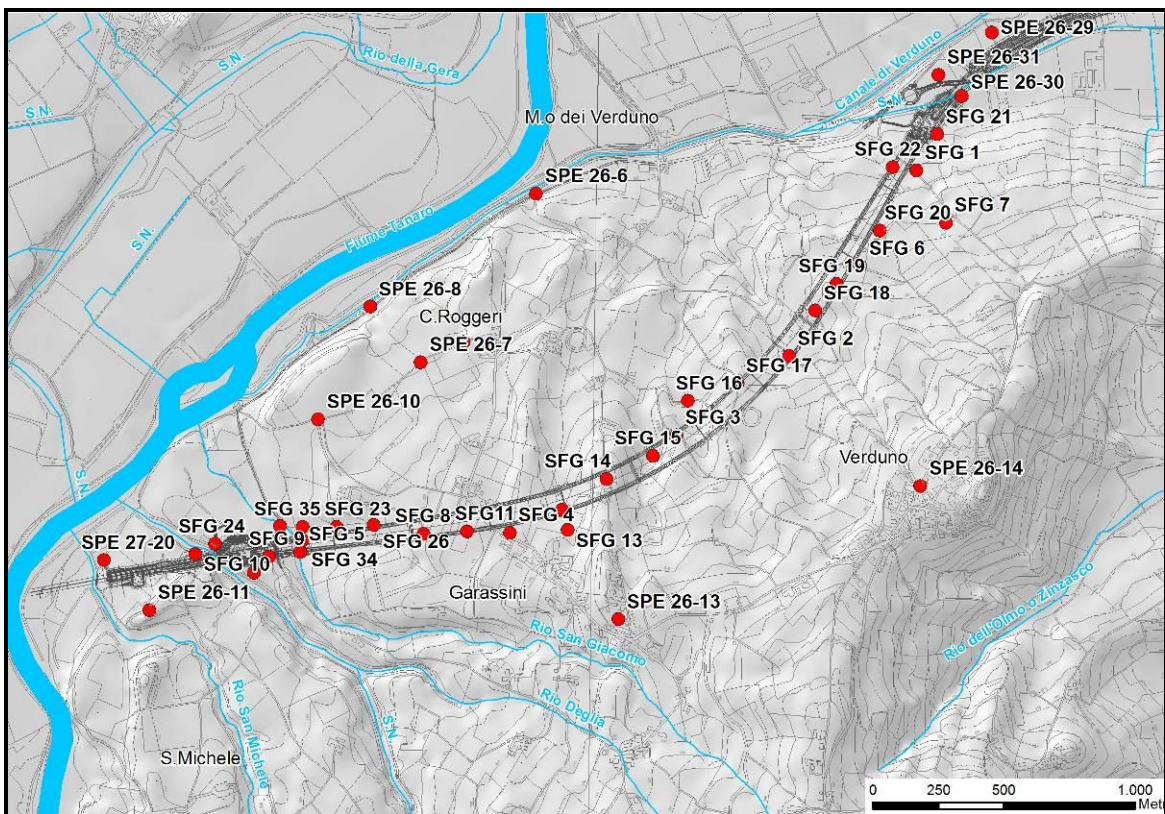 SPE 26-29
Rio della Gera
S.N.
SPE 26-31
Canale di Verduno
SPE 26-30
S.N.
S.N.
M.o dei Verduno
SFG 21
SFG 22
SFG 1
SPE 26-6
SFG 20
SFG 7
S.N.
Fiume Tanaro
SFG 6
SFG 19
SPE 26-8
SFG 18
C.Roggeri
SFG 2
SPE 26-7
SFG 17
SFG 16
SPE 26-10
SFG 3
SFG 15
Verduno
SFG 14
SPE 26-14
S.N.
SFG 35
SFG 23
SFG 8
SFG11
SFG 4
SFG 24
SFG 9
SFG 5
SFG 26
SFG 13
SPE 27-20
SFG 10
SFG 34
SPE 26-11
Garassini
SPE 26-13
Rio San Giacomo
Rio dell'Olmo o Zinzasco
Rio San Michele
Rio Deglia
S.N.
S.Michele
0 250 500 1.000
Met